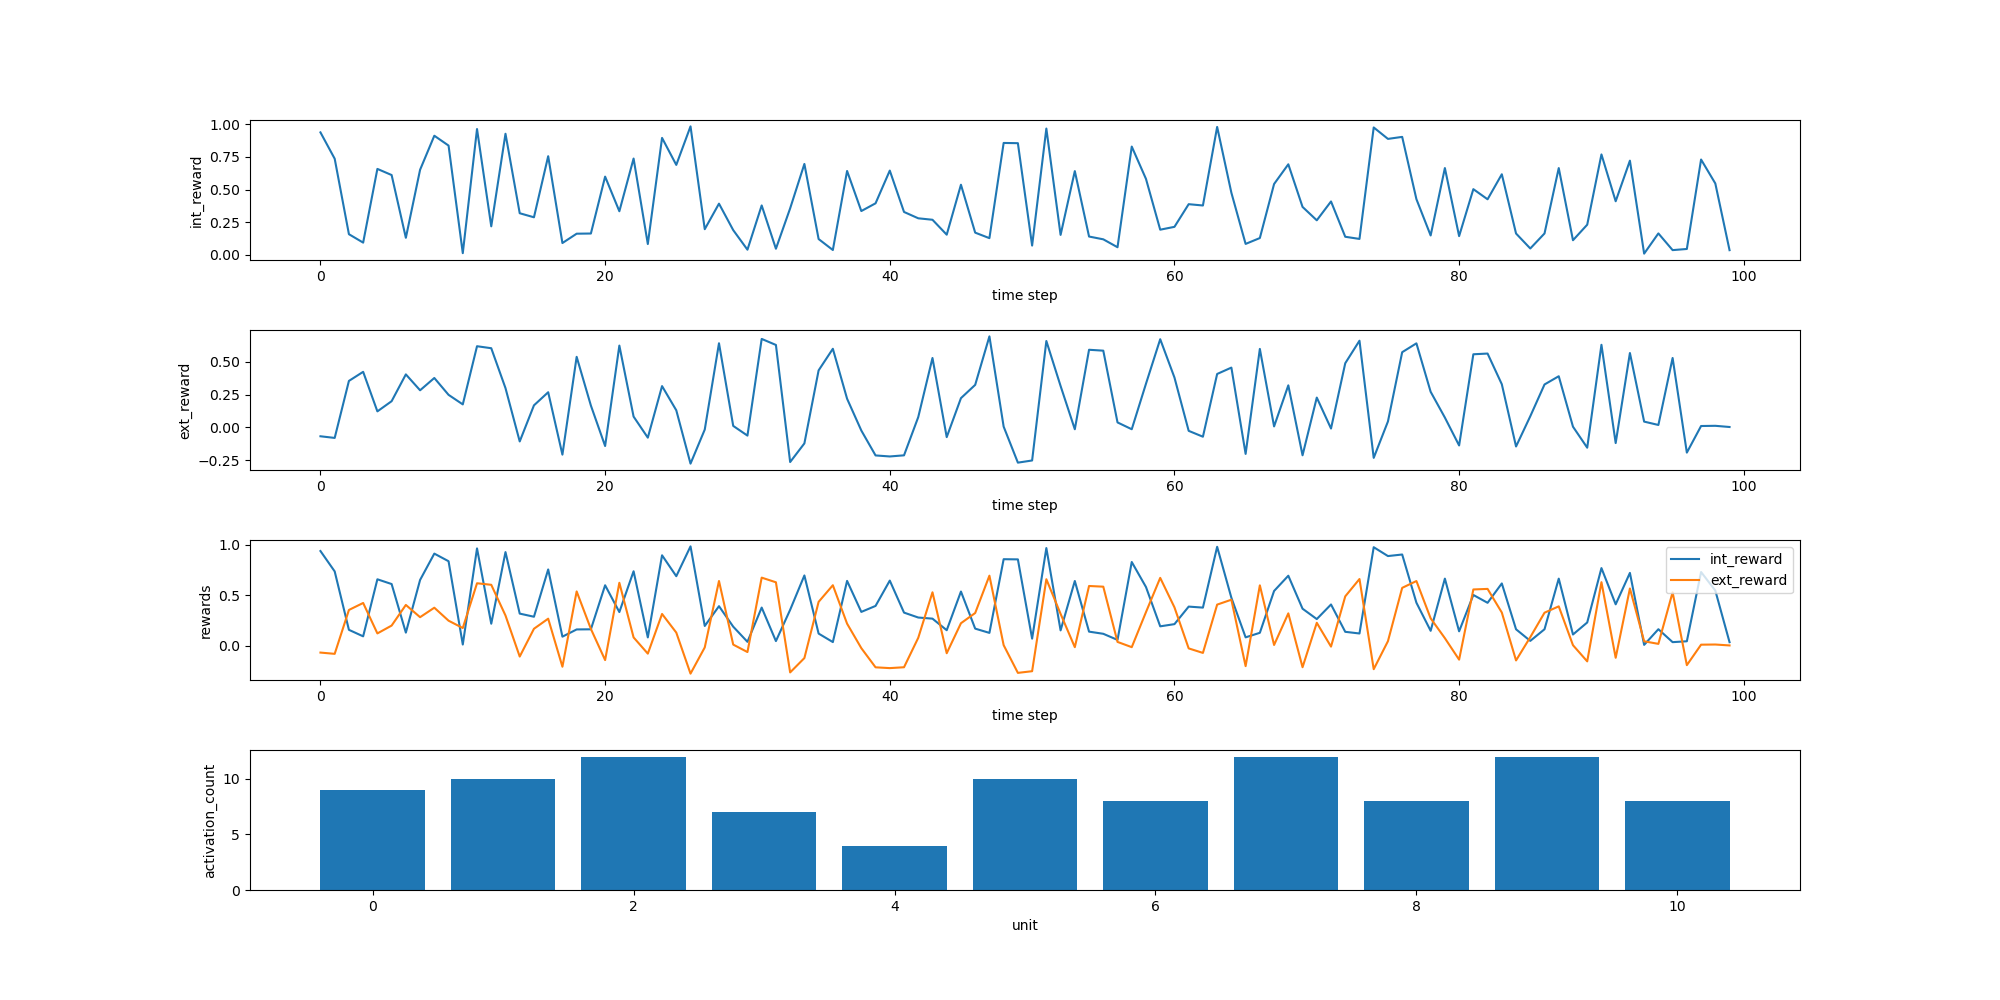 int_reward
1.00
0.75
0.50
0.25
0.00
0 20 40 60 80 100
time step
ext_reward
0.50
0.25
0.00
−0.25
0 20 40 60 80 100
time step
rewards
1.0
0.5
0.0
int_reward
ext_reward
0 20 40 60 80 100
time step
activation_count
10
5
0
0 2 4 6 8 10
unit